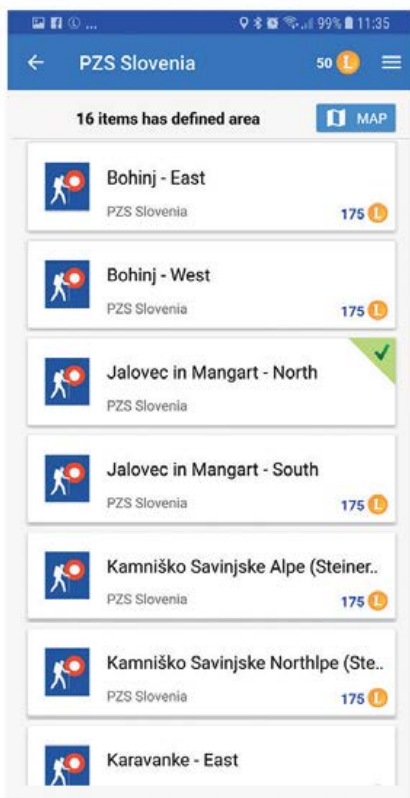 99% 11:35
PZS Slovenia 50 L
16 items has defined area MAP
Bohinj - East
PZS Slovenia 175 L
Bohinj - West
PZS Slovenia 175 L
Jalovec in Mangart - North
PZS Slovenia
Jalovec in Mangart - South
PZS Slovenia 175 L
Kamniško Savinjske Alpe (Steiner..
PZS Slovenia 175 L
Kamniško Savinjske Northlpe (Ste..
PZS Slovenia 175 L
Karavanke - East